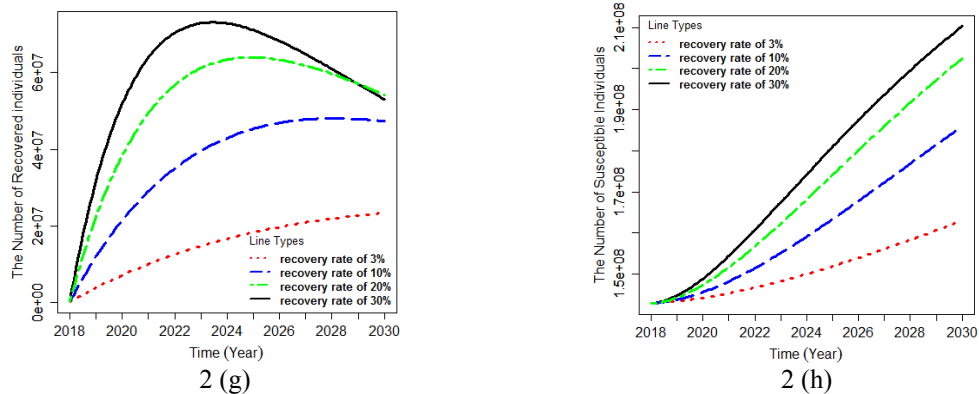 The Number of Recovered individuals
6e+07
4e+07
2e+07
0e+00
Line Types
recovery rate of 3%
recovery rate of 10%
recovery rate of 20%
recovery rate of 30%
2018 2020 2022 2024 2026 2028 2030
Time (Year)
2 (g)
The Number of Susceptible Individuals
2.1e+08
1.9e+08
1.7e+08
1.5e+08
Line Types
recovery rate of 3%
recovery rate of 10%
recovery rate of 20%
recovery rate of 30%
2018 2020 2022 2024 2026 2028 2030
Time (Year)
2 (h)